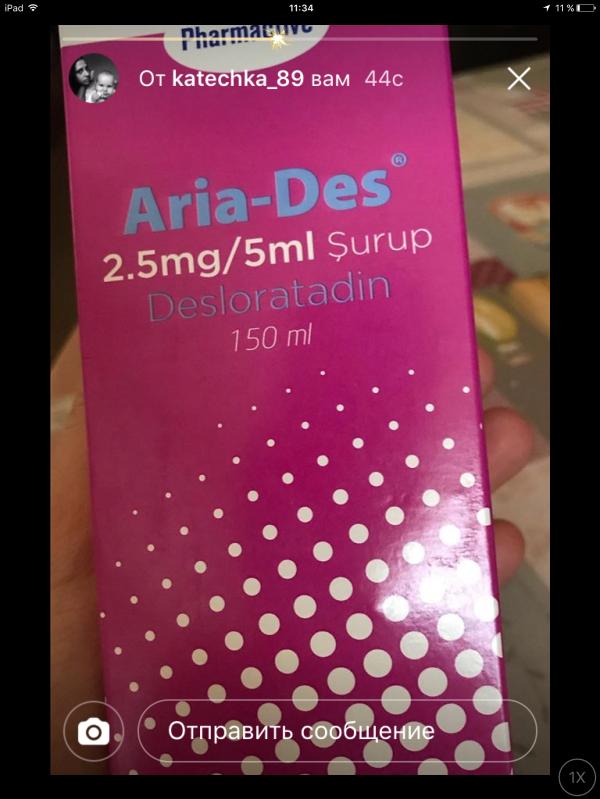 iPad 11:34 11 %
Pharmactive
От katechka_89 вам 44с
Aria-Des®
2.5mg/5ml Şurup
Desloratadin
150 ml
Отправить сообщение
1X